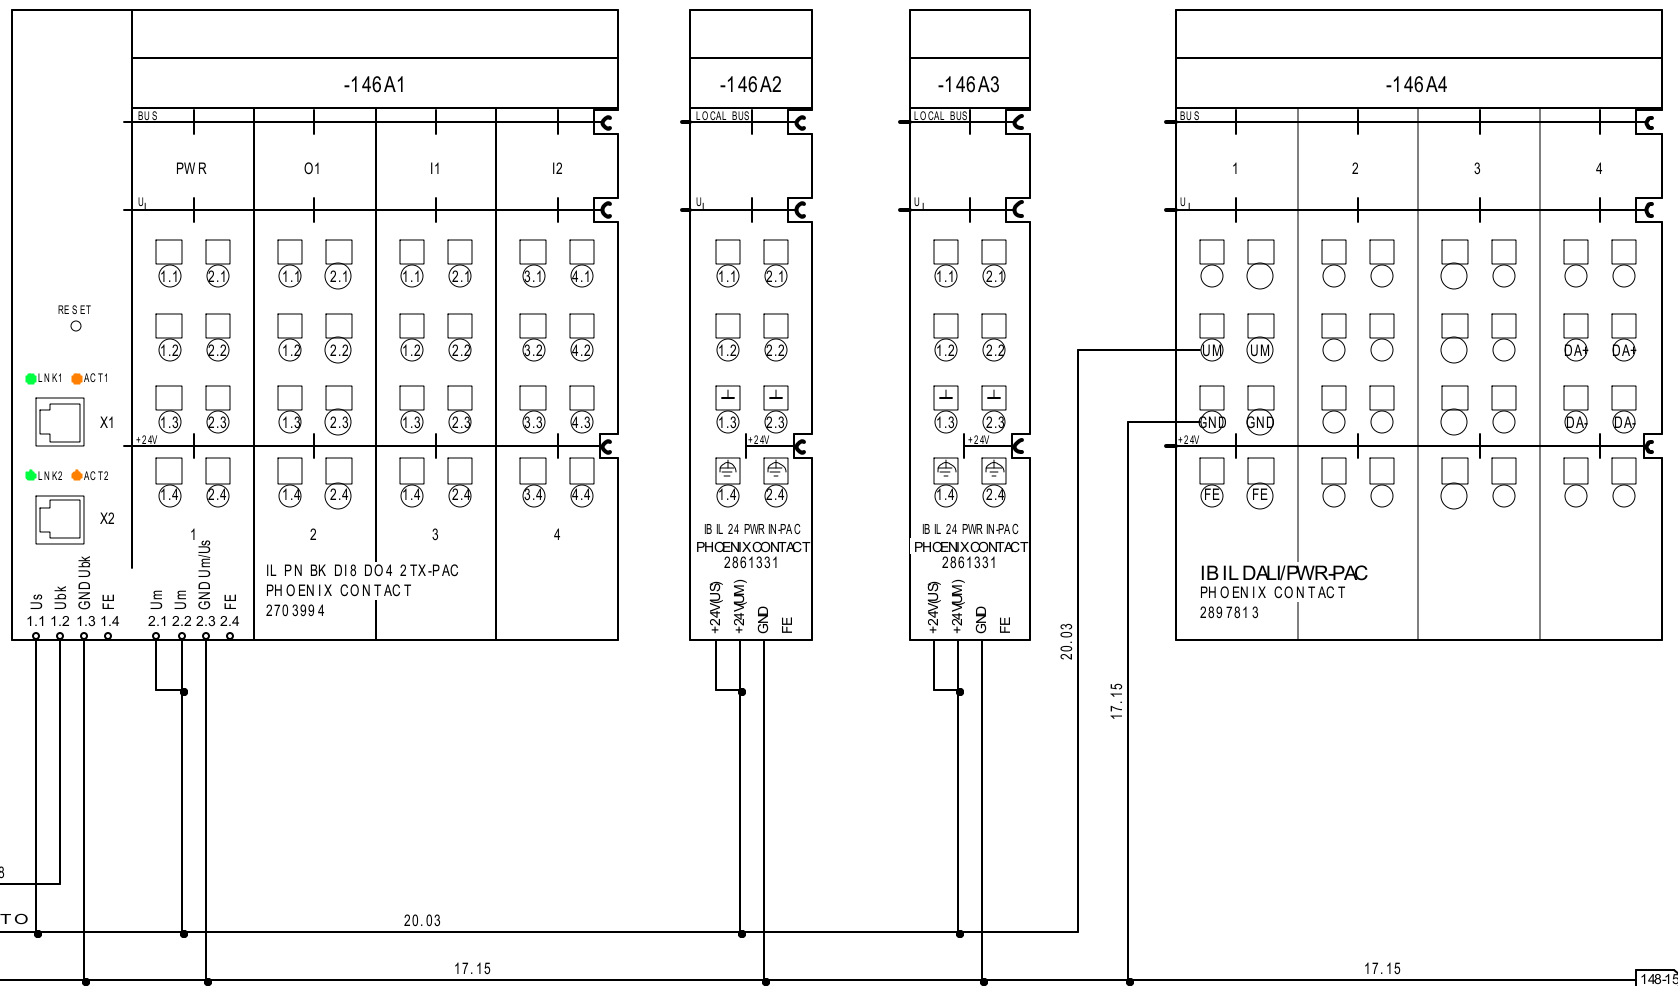 -146A1
-146A2
-146A3
-146A4
BUS
LOCAL BUS
LOCAL BUS
BUS
PWR O1 I1 I2
1 2 3 4
UL
UL
UL
UL
1.1 2.1 1.1 2.1 1.1 2.1 3.1 4.1
1.1 2.1
1.1 2.1
RESET
1.2 2.2 1.2 2.2 1.2 2.2 3.2 4.2
1.2 2.2
1.2 2.2
UM UM DA+ DA+
LNK1 ACT1
X1
1.3 2.3 1.3 2.3 1.3 2.3 3.3 4.3
1.3 2.3
1.3 2.3
GND GND DA- DA-
+24V
+24V
+24V
+24V
LNK2 ACT2
X2
1.4 2.4 1.4 2.4 1.4 2.4 3.4 4.4
1.4 2.4
1.4 2.4
FE FE
1 2 3 4
IL PN BK DI8 DO4 2TX-PAC
PHOENIX CONTACT
2703994
IB IL 24 PWR IN-PAC
PHOENIX CONTACT
2861331
IB IL 24 PWR IN-PAC
PHOENIX CONTACT
2861331
IB IL DALI/PWR-PAC
PHOENIX CONTACT
2897813
Us Ubk GND Ubk FE Um Um GND Um/Us FE
1.1 1.2 1.3 1.4 2.1 2.2 2.3 2.4
+24V(US) +24V(UM) GND FE
+24V(US) +24V(UM) GND FE
20.03
17.15
8
TO
20.03
17.15
17.15
148-15